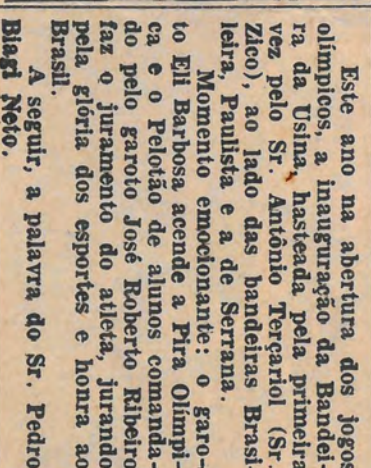 Este ano na abertura dos jogos
olímpicos, a inauguração da Bandei-
ra da Usina, hasteada pela primeira
vez pelo Sr. Antônio Terçariol (Sr.
Zico), ao lado das bandeiras Brasi-
leira, Paulista e a de Serrana.
Momento emocionante: o garo-
to Eli Barbosa acende a Pira Olímpi-
ca e o Pelotão de alunos comanda-
do pelo garoto José Roberto Ribeiro
faz o juramento do atleta, jurando
pela glória dos esportes e honra ao
Brasil.
A seguir, a palavra do Sr. Pedro
Biagi Neto,